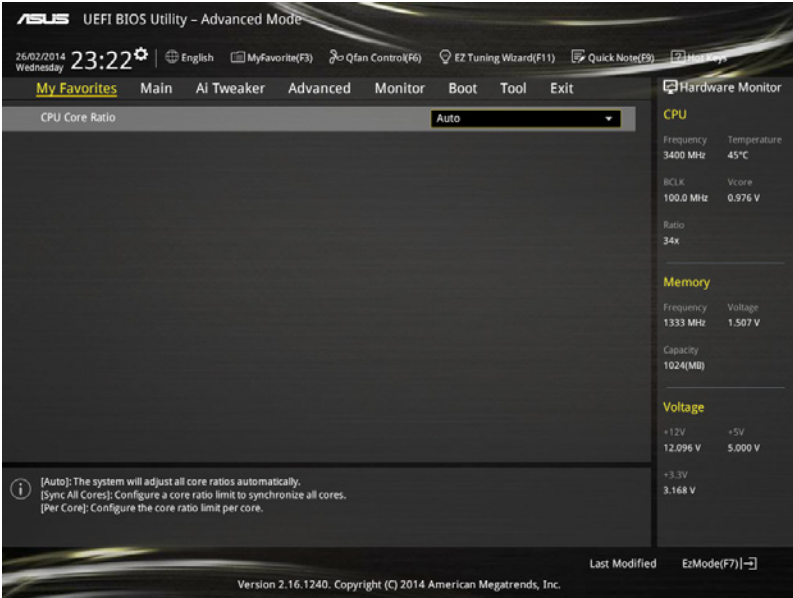 ASUS UEFI BIOS Utility – Advanced Mode
26/02/2014
Wednesday
23:22
English
MyFavorite(F3)
Qfan Control(F6)
EZ Tuning Wizard(F11)
Quick Note(F9)
Hot Keys
My Favorites Main Ai Tweaker Advanced Monitor Boot Tool Exit
CPU Core Ratio
Auto
[Auto]: The system will adjust all core ratios automatically.
[Sync All Cores]: Configure a core ratio limit to synchronize all cores.
[Per Core]: Configure the core ratio limit per core.
Hardware Monitor
CPU
Frequency Temperature
3400 MHz 45°C
BCLK Vcore
100.0 MHz 0.976 V
Ratio
34x
Memory
Frequency Voltage
1333 MHz 1.507 V
Capacity
1024(MB)
Voltage
+12V +5V
12.096 V 5.000 V
+3.3V
3.168 V
Last Modified
EzMode(F7)
Version 2.16.1240. Copyright (C) 2014 American Megatrends, Inc.